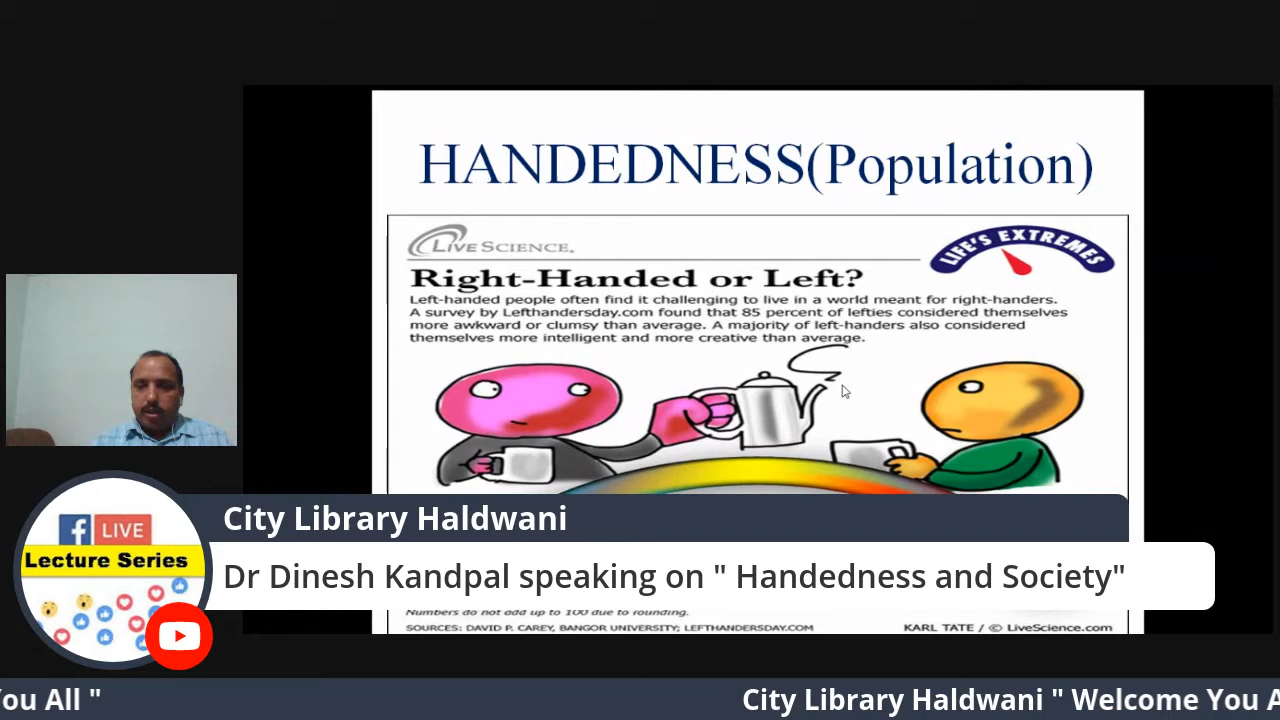 HANDEDNESS(Population)
LIVESCIENCE.
LIFE'S EXTREMES
Right-Handed or Left?
Left-handed people often find it challenging to live in a world meant for right-handers.
A survey by Lefthandersday.com found that 85 percent of lefties considered themselves
more awkward or clumsy than average. A majority of left-handers also considered
themselves more intelligent and more creative than average.
City Library Haldwani
LIVE
Lecture Series
Dr Dinesh Kandpal speaking on " Handedness and Society"
Numbers do not add up to 100 due to rounding.
SOURCES: DAVID P. CAREY, BANGOR UNIVERSITY; LEFTHANDERSDAY.COM
KARL TATE / © LiveScience.com
You All "
City Library Haldwani " Welcome You A